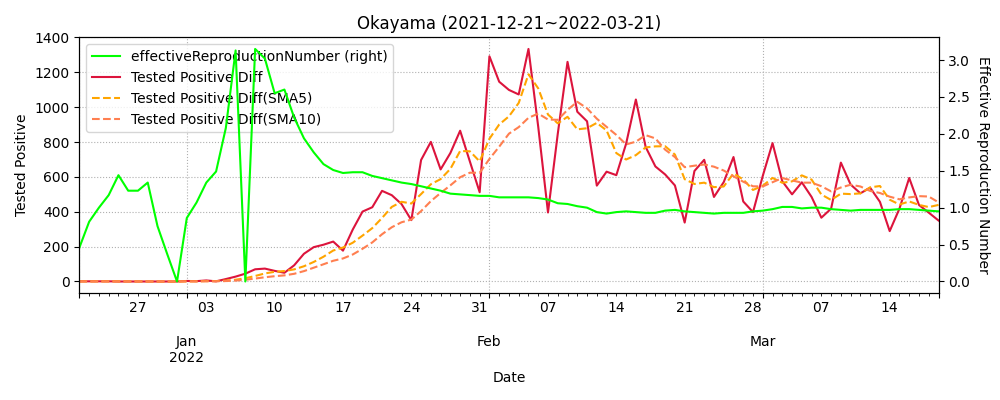 Okayama (2021-12-21~2022-03-21)
effectiveReproductionNumber (right)
Tested Positive Diff
Tested Positive Diff(SMA5)
Tested Positive Diff(SMA10)
Tested Positive
1400
1200
1000
800
600
400
200
0
3.0
2.5
2.0
1.5
1.0
0.5
0.0
Effective Reproduction Number
27 03 10 17 24 31 07 14 21 28 07 14
Jan Feb Mar
2022
Date